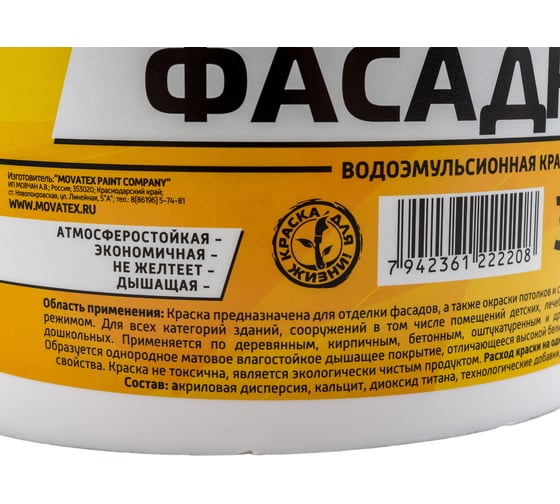 ФАСАД
ВОДОЭМУЛЬСИОННАЯ
Изготовитель:"MOVATEX PAINT COMPANY"
ИП МОВЧАН А.В.; Россия; 353020; Краснодарский край;
ст. Новопокровская, ул. Линейная, 5"А"; тел.: 8(86196) 5-74-81
WWW.MOVATEX.RU
АТМОСФЕРОСТОЙКАЯ -
ЭКОНОМИЧНАЯ -
НЕ ЖЕЛТЕЕТ -
ДЫШАЩАЯ -
КРАСКА ДЛЯ ЖИЗНИ!
7 942361 222208
Область применения: Краска предназначена для отделки фасадов, а также окраски потолков и
режимом. Для всех категорий зданий, сооружений в том числе помещений детских,
дошкольных. Применяется по деревянным, кирпичным, бетонным, оштукатуренным и
Образуется однородное матовое влагостойкое дышащее покрытие, отличающееся высокой
свойства. Краска не токсична, является экологически чистым продуктом. Расход краски на
Состав: акриловая дисперсия, кальцит, диоксид титана, технологические